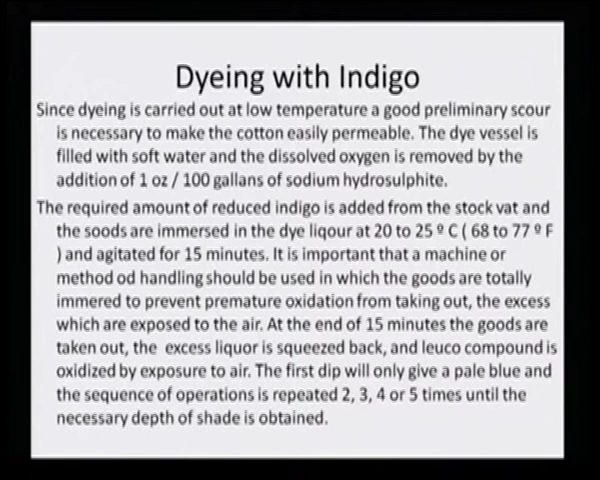 Dyeing with Indigo
Since dyeing is carried out at low temperature a good preliminary scour
is necessary to make the cotton easily permeable. The dye vessel is
filled with soft water and the dissolved oxygen is removed by the
addition of 1 oz / 100 gallans of sodium hydrosulphite.
The required amount of reduced indigo is added from the stock vat and
the soods are immersed in the dye liqour at 20 to 25 º C ( 68 to 77 º F
) and agitated for 15 minutes. It is important that a machine or
method od handling should be used in which the goods are totally
immered to prevent premature oxidation from taking out, the excess
which are exposed to the air. At the end of 15 minutes the goods are
taken out, the excess liquor is squeezed back, and leuco compound is
oxidized by exposure to air. The first dip will only give a pale blue and
the sequence of operations is repeated 2, 3, 4 or 5 times until the
necessary depth of shade is obtained.